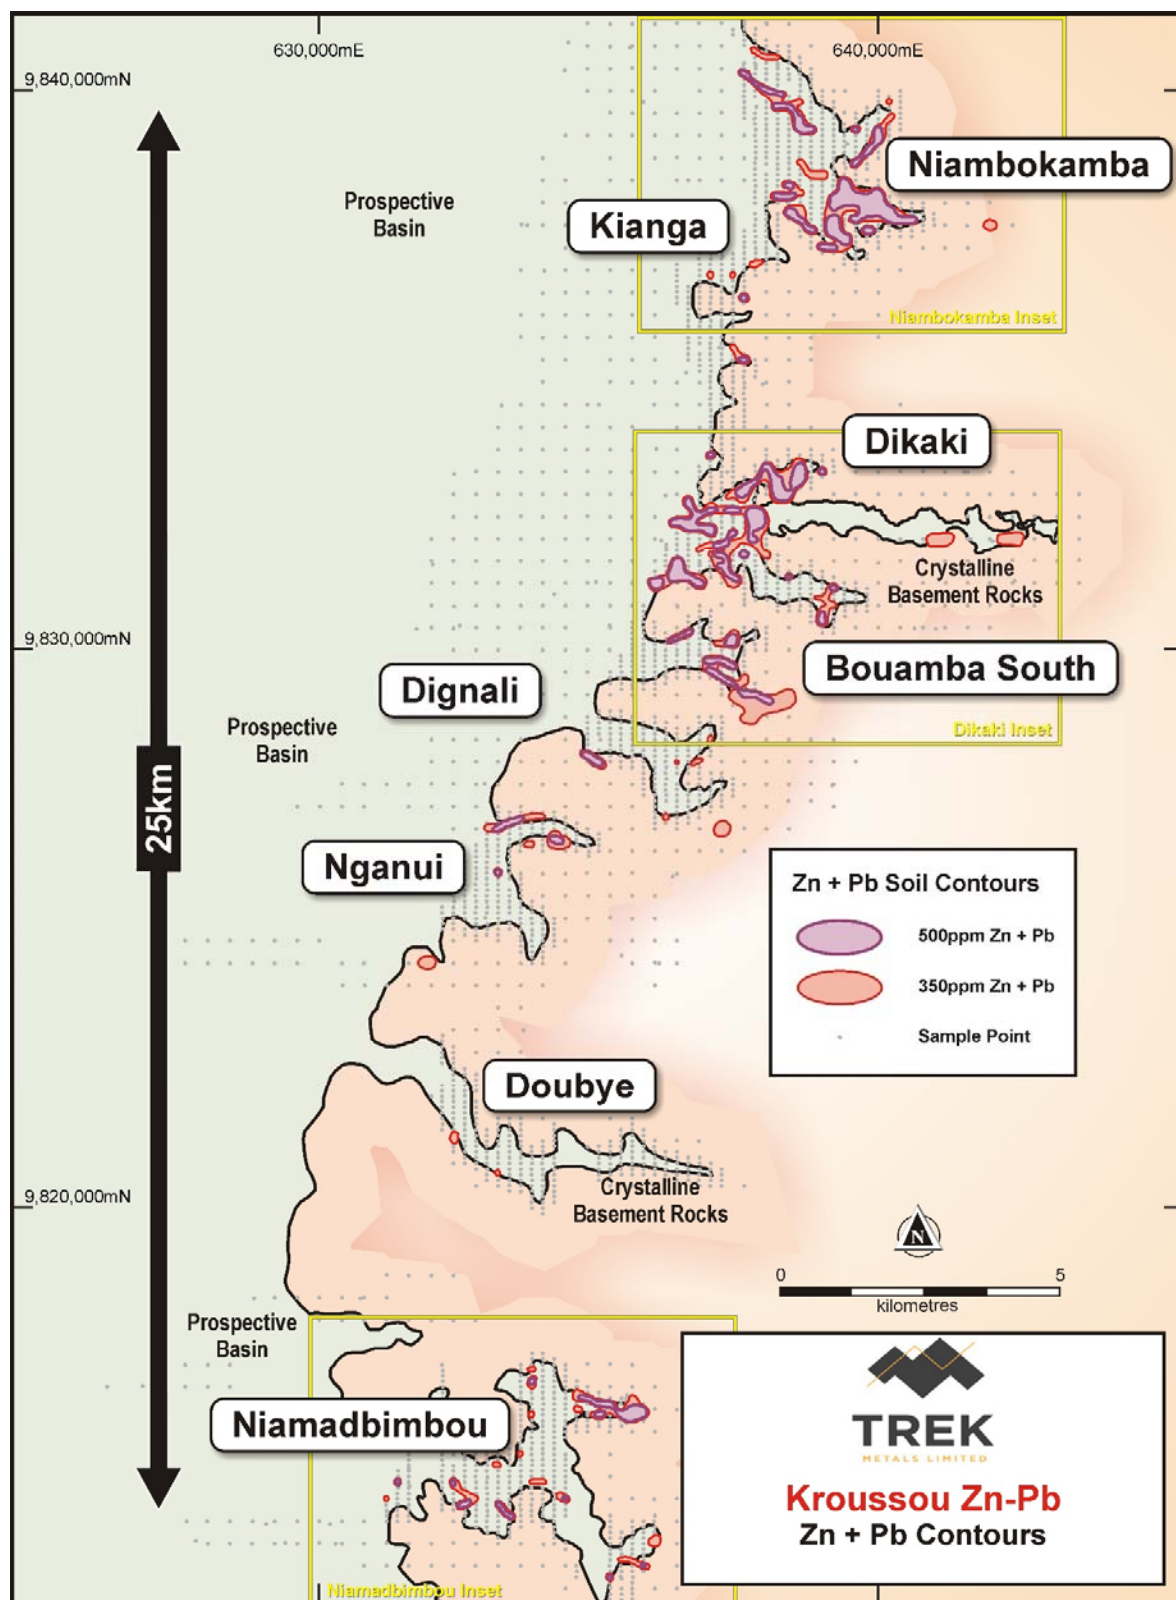 630,000mE
640,000mE
9,840,000mN
Niambokamba
Prospective
Basin
Kianga
Niambokamba Inset
Dikaki
Crystalline
Basement Rocks
9,830,000mN
Bouamba South
Dignali
Prospective
Basin
Dikaki Inset
25km
Nganui
Zn + Pb Soil Contours
500ppm Zn + Pb
350ppm Zn + Pb
Sample Point
Doubye
Crystalline
Basement Rocks
9,820,000mN
N
0 5
kilometres
Prospective
Basin
Niamadbimbou
TREK
METALS LIMITED
Kroussou Zn-Pb
Zn + Pb Contours
Niamadbimbou Inset